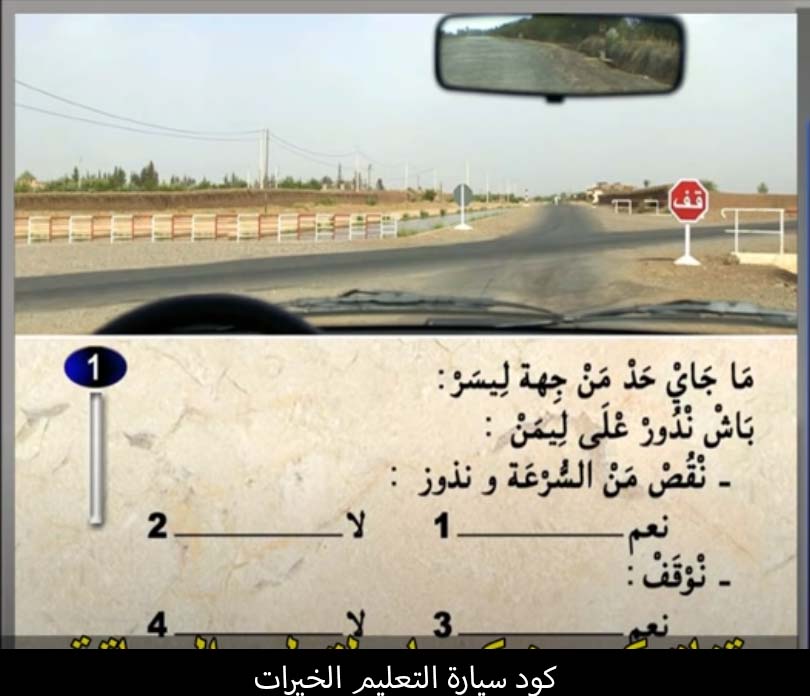 قف
1
مَا جَايْ حَدْ مَنْ جِهة لِيسَرْ:
بَاشْ نْدُورْ عْلَى لِيمَنْ :
- نْقُصْ مَنْ السُّرْعَة و نذوز :
نعم 1 لا 2
- نوْقَفْ :
نعم 3 لا 4
كود سيارة التعليم الخيرات